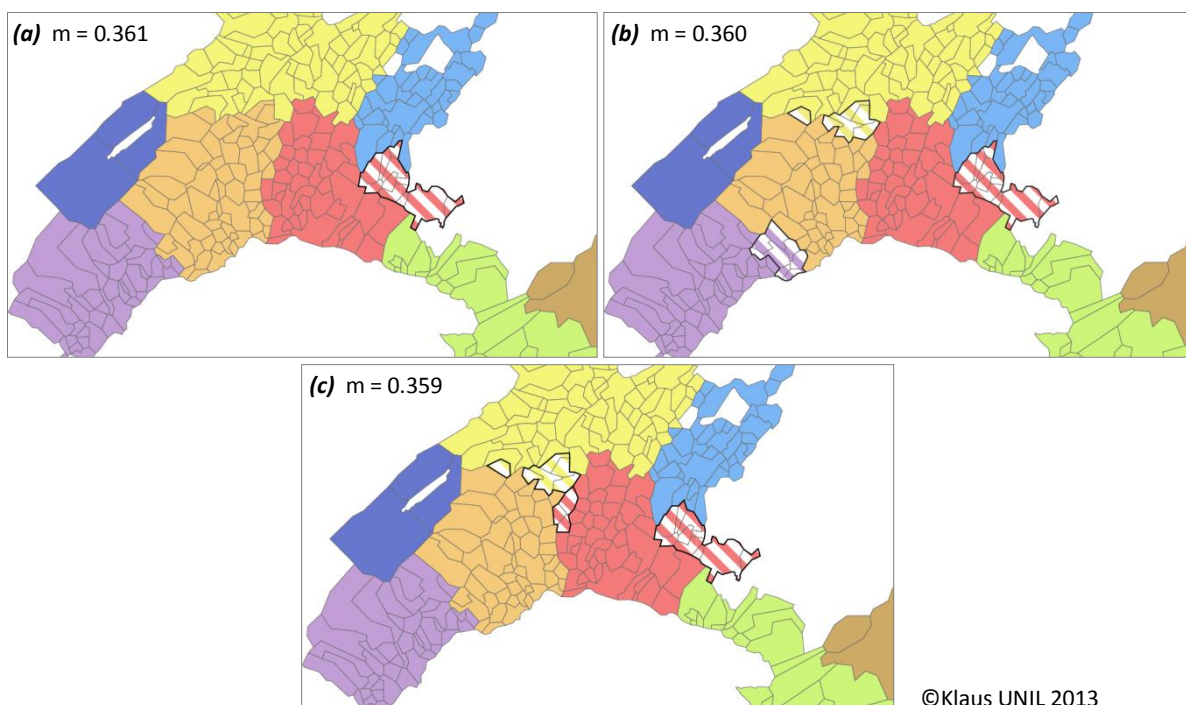 (a) m = 0.361
(b) m = 0.360
(c) m = 0.359
©Klaus UNIL 2013